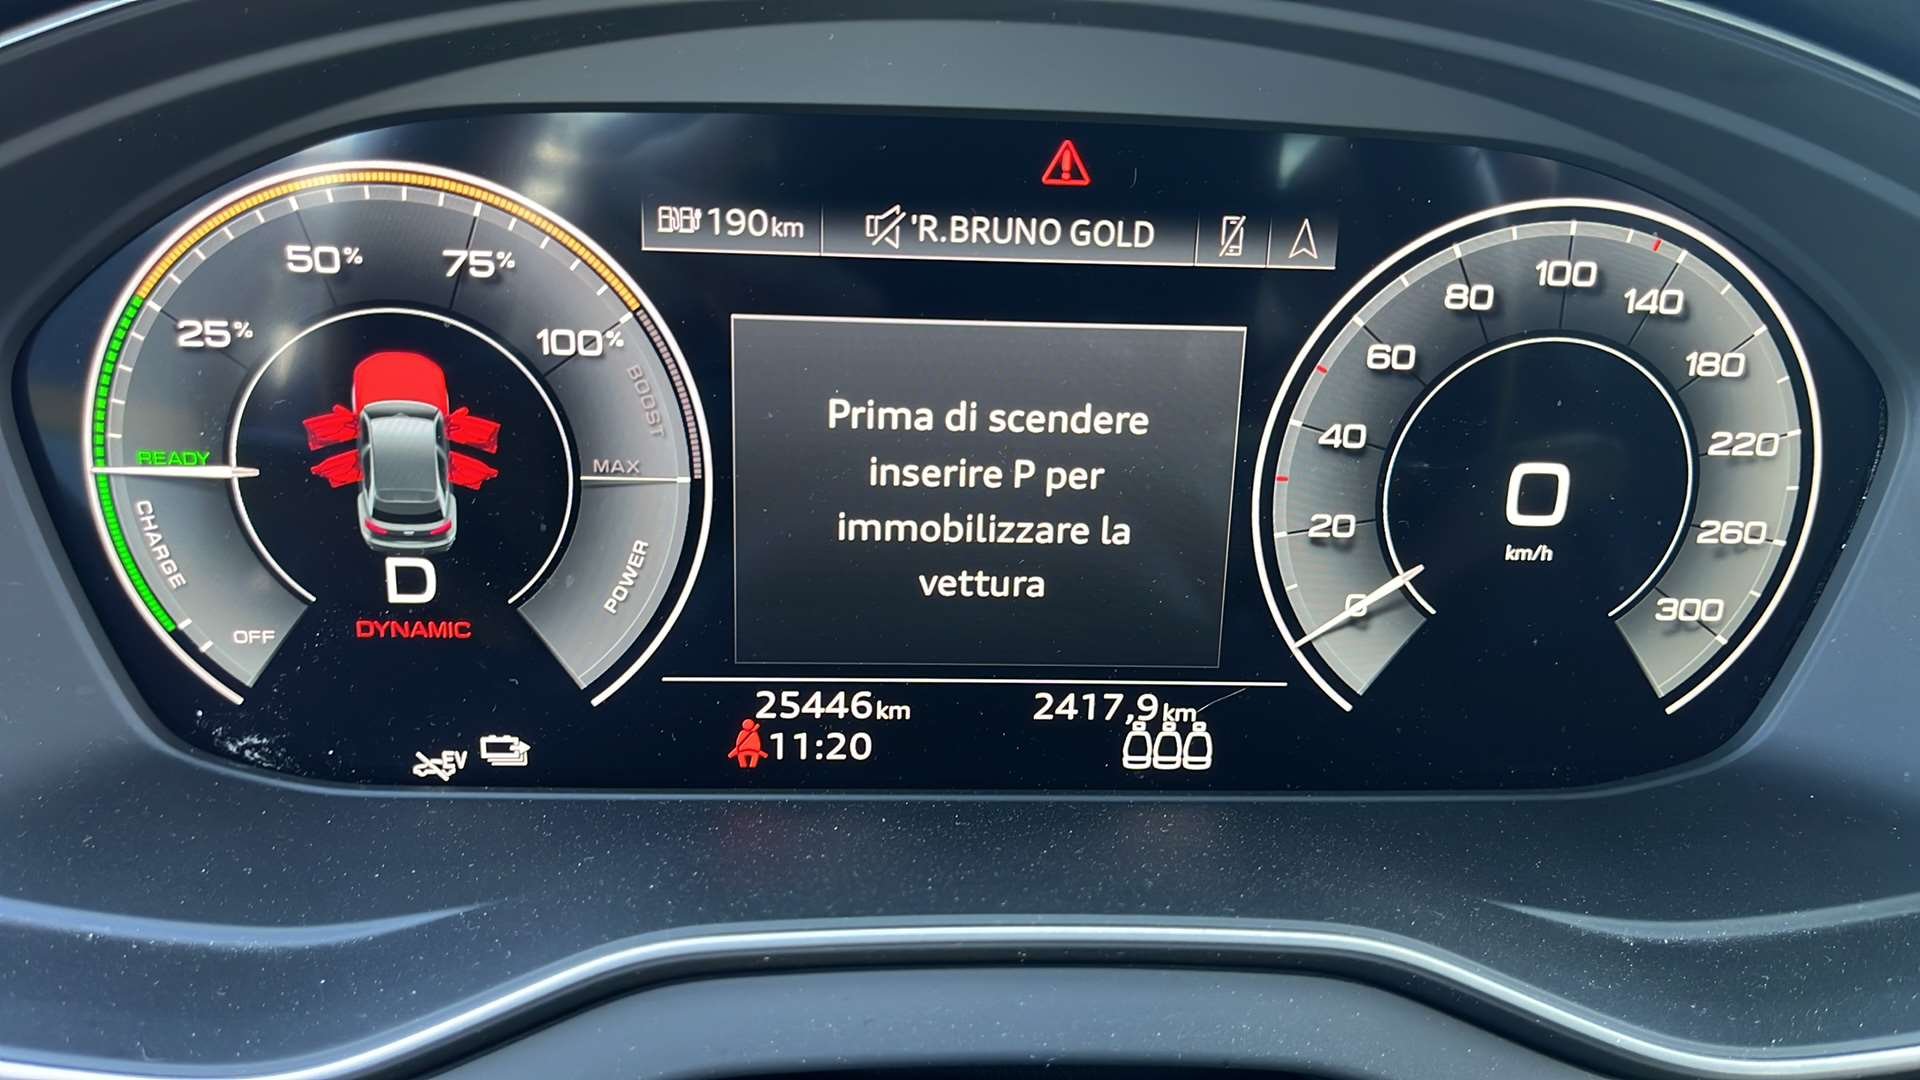 190km
'R.BRUNO GOLD
25%
50%
75%
100%
BOOST
MAX
POWER
READY
CHARGE
OFF
D
DYNAMIC
Prima di scendere
inserire P per
immobilizzare la
vettura
0
20
40
60
80
100
140
180
220
260
300
0
km/h
25446km
2417,9km
11:20
EV